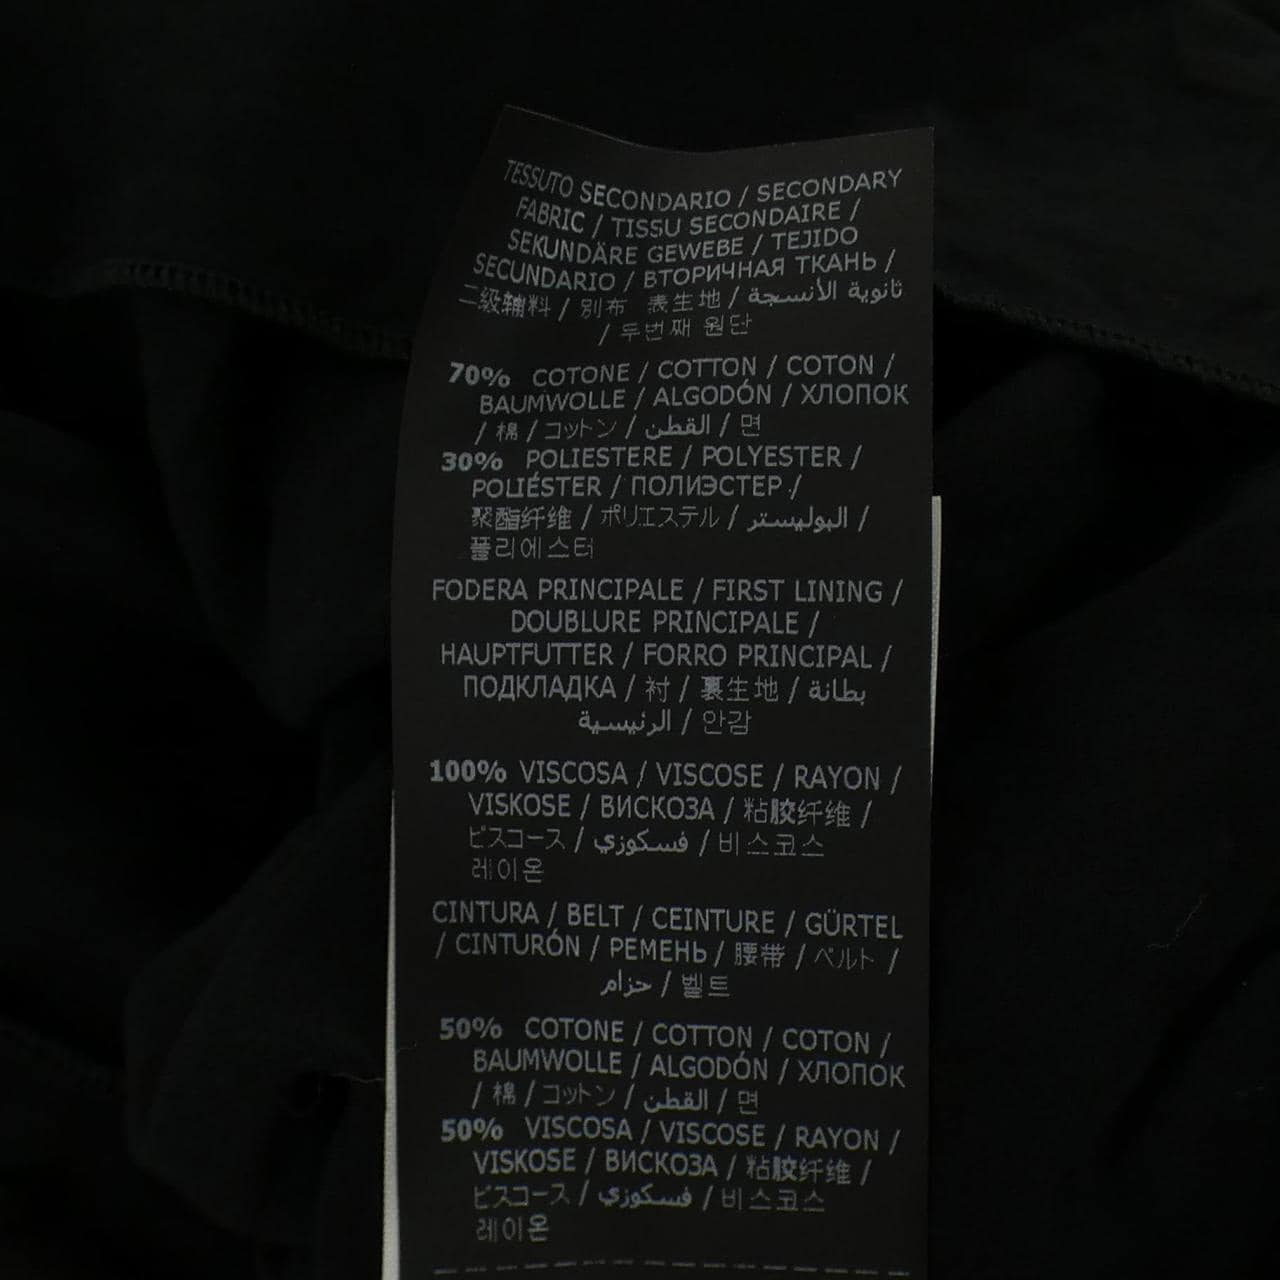 TESSUTO SECONDARIO / SECONDARY
FABRIC / TISSU SECONDAIRE /
SEKUNDÄRE GEWEBE / TEJIDO
SECUNDARIO / ВТОРИЧНАЯ ТКАНЬ /
二级辅料 / 別布 表生地 / ثانوية الأنسجة
/ 두번째 원단
70% COTONE / COTTON / COTON /
BAUMWOLLE / ALGODÓN / ХЛОПОК
/ 棉 / コットン / القطن / 면
30% POLIESTERE / POLYESTER /
POLIÉSTER / ПОЛИЭСТЕР /
聚酯纤维 / ポリエステル / البوليستر /
폴리에스터
FODERA PRINCIPALE / FIRST LINING /
DOUBLURE PRINCIPALE /
HAUPTFUTTER / FORRO PRINCIPAL /
ПОДКЛАДКА / 衬 / 裏生地 / بطانة
الرئيسية / 안감
100% VISCOSA / VISCOSE / RAYON /
VISKOSE / ВИСКОЗА / 粘胶纤维 /
ビスコース / فسكوزي / 비스코스
레이온
CINTURA / BELT / CEINTURE / GÜRTEL
/ CINTURÓN / РЕМЕНЬ / 腰带 / ベルト /
حزام / 벨트
50% COTONE / COTTON / COTON /
BAUMWOLLE / ALGODÓN / ХЛОПОК
/ 棉 / コットン / القطن / 면
50% VISCOSA / VISCOSE / RAYON /
VISKOSE / ВИСКОЗА / 粘胶纤维 /
ビスコース / فسكوزي / 비스코스
레이온